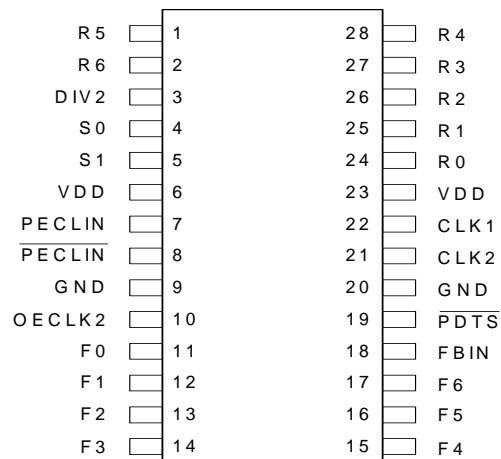 R5 1 28 R4
R6 2 27 R3
DIV2 3 26 R2
S0 4 25 R1
S1 5 24 R0
VDD 6 23 VDD
PECLIN 7 22 CLK1
PECLIN 8 21 CLK2
GND 9 20 GND
OECLK2 10 19 PDTS
F0 11 18 FBIN
F1 12 17 F6
F2 13 16 F5
F3 14 15 F4